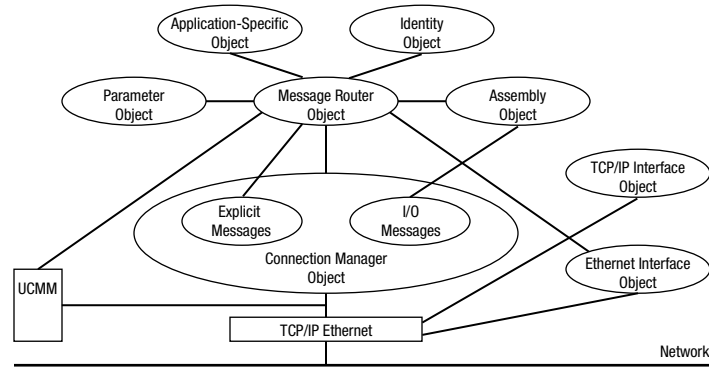 Application-Specific
Object
Identity
Object
Parameter
Object
Message Router
Object
Assembly
Object
TCP/IP Interface
Object
Explicit
Messages
I/O
Messages
Connection Manager
Object
Ethernet Interface
Object
UCMM
TCP/IP Ethernet
Network